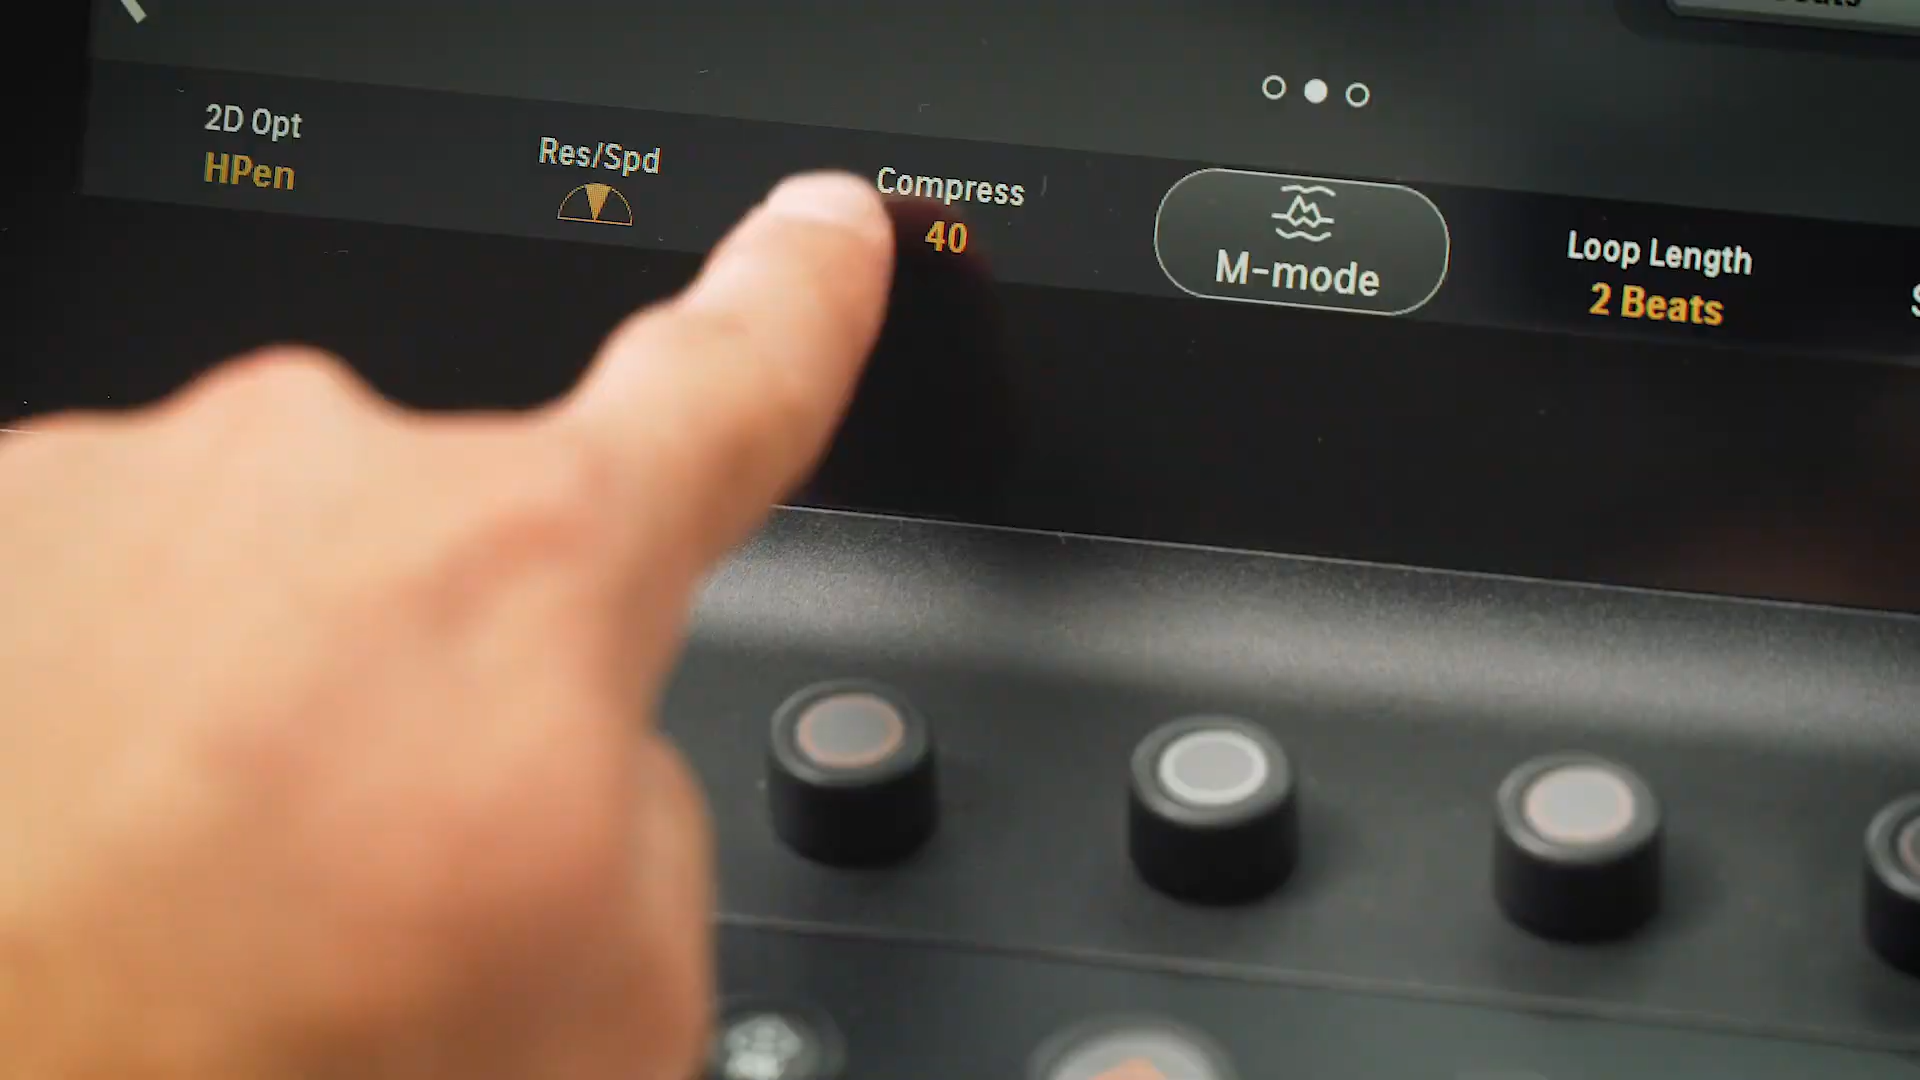 2D Opt
HPen
Res/Spd
Compress
40
M-mode
Loop Length
2 Beats